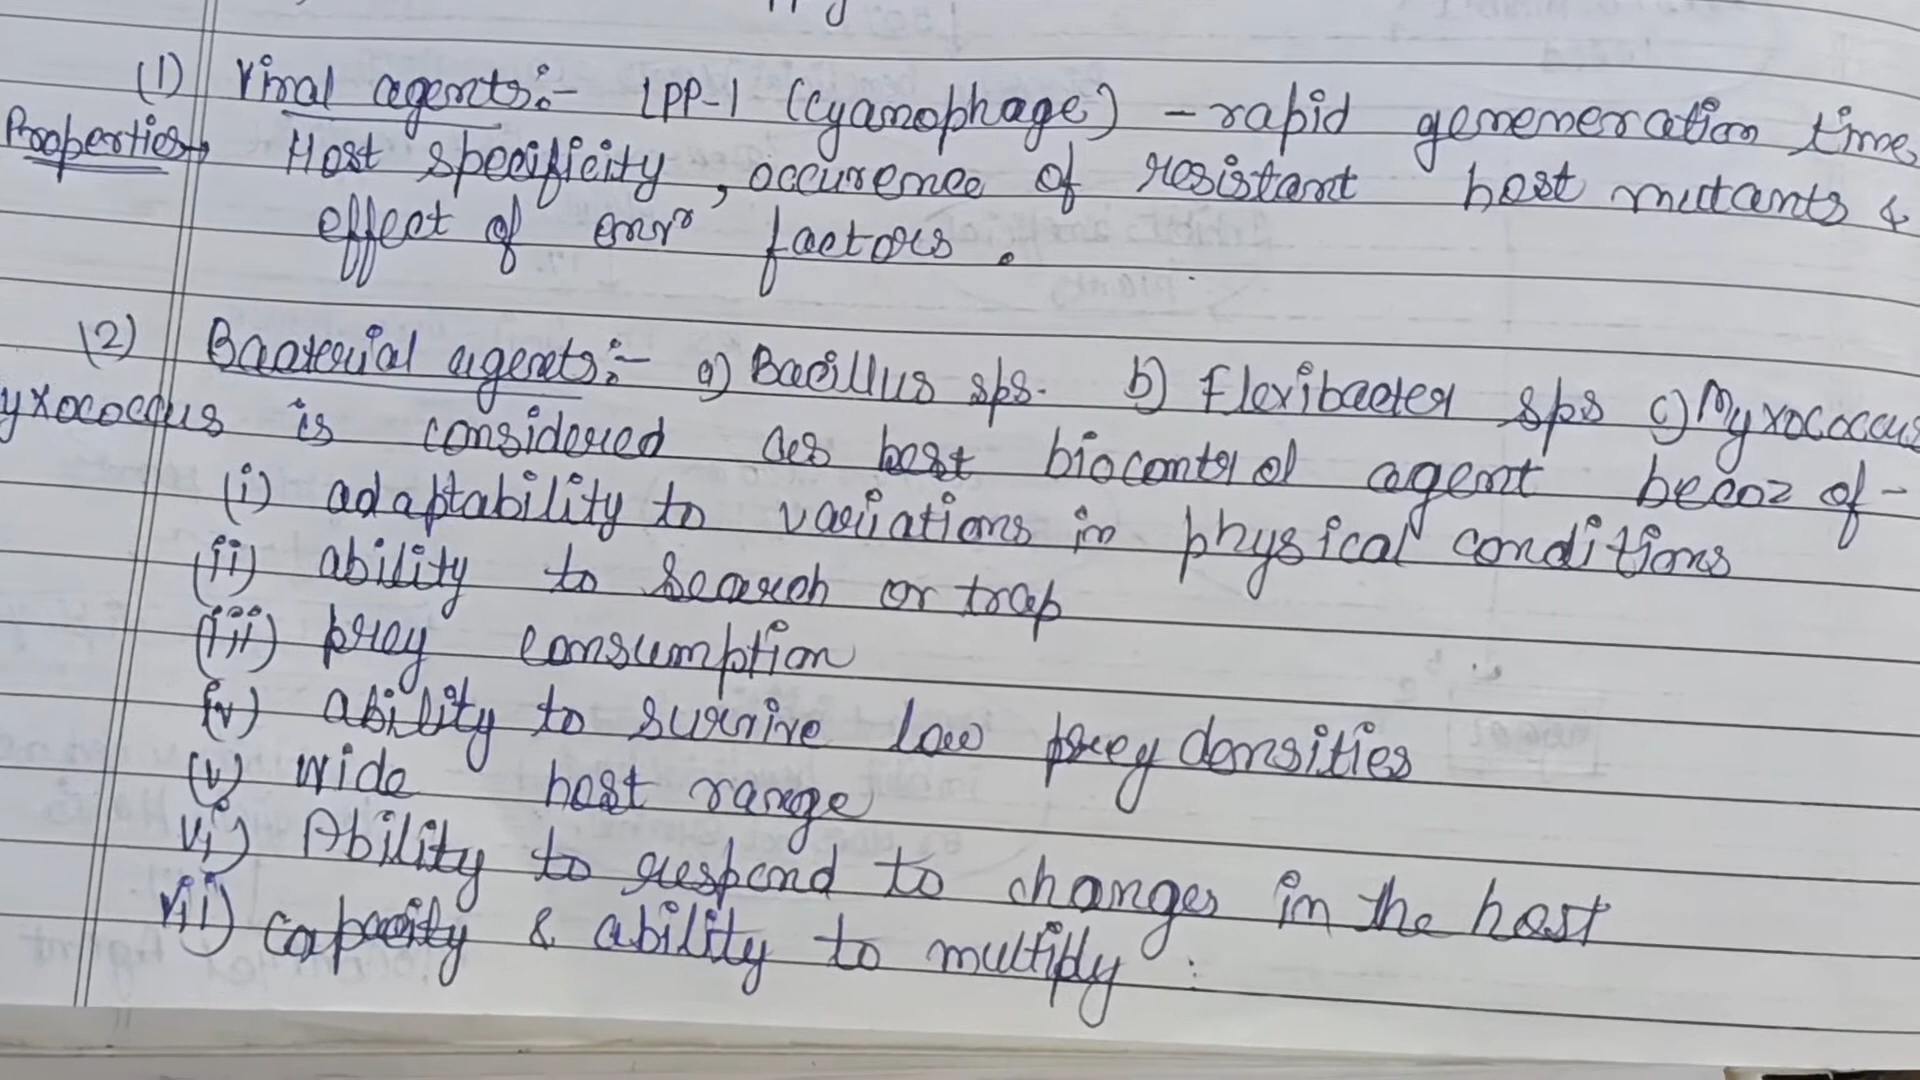 (1) Viral agents:- LPP-1 (Cyanophage) - rapid genemeration time,
Properties → Host specificity, occurence of resistant host mutants &
effect of envr factors.
(2) Bacterial agents:- a) Bacillus sps. b) Flexibacter sps c) Myxococcus
yxococcus is considered as best biocontrol agent becoz of -
(i) adaptability to variations in physical conditions
(ii) ability to search or trap
(iii) prey consumption
iv) ability to survive low prey densities
(v) wide host range
vi) Ability to respond to changes in the host
vii) capacity & ability to multiply.